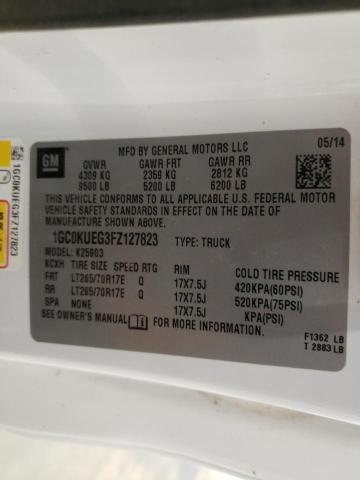 MFD BY GENERAL MOTORS LLC 05/14
GM
GVWR GAWR FRT GAWR RR
4309 KG 2359 KG 2812 KG
9500 LB 5200 LB 6200 LB
THIS VEHICLE CONFORMS TO ALL APPLICABLE U.S. FEDERAL MOTOR
VEHICLE SAFETY STANDARDS IN EFFECT ON THE DATE OF
MANUFACTURE SHOWN ABOVE.
1GC0KUEG3FZ127823 TYPE: TRUCK
MODEL: K25903
KCXH TIRE SIZE SPEED RTG RIM COLD TIRE PRESSURE
FRT LT265/70R17E Q 17X7.5J 420KPA(60PSI)
RR LT265/70R17E Q 17X7.5J 520KPA(75PSI)
SPA NONE 17X7.5J KPA(PSI)
SEE OWNER'S MANUAL FOR MORE INFORMATION.
F1362 LB
T 2883 LB
1GC0KUEG3FZ127823